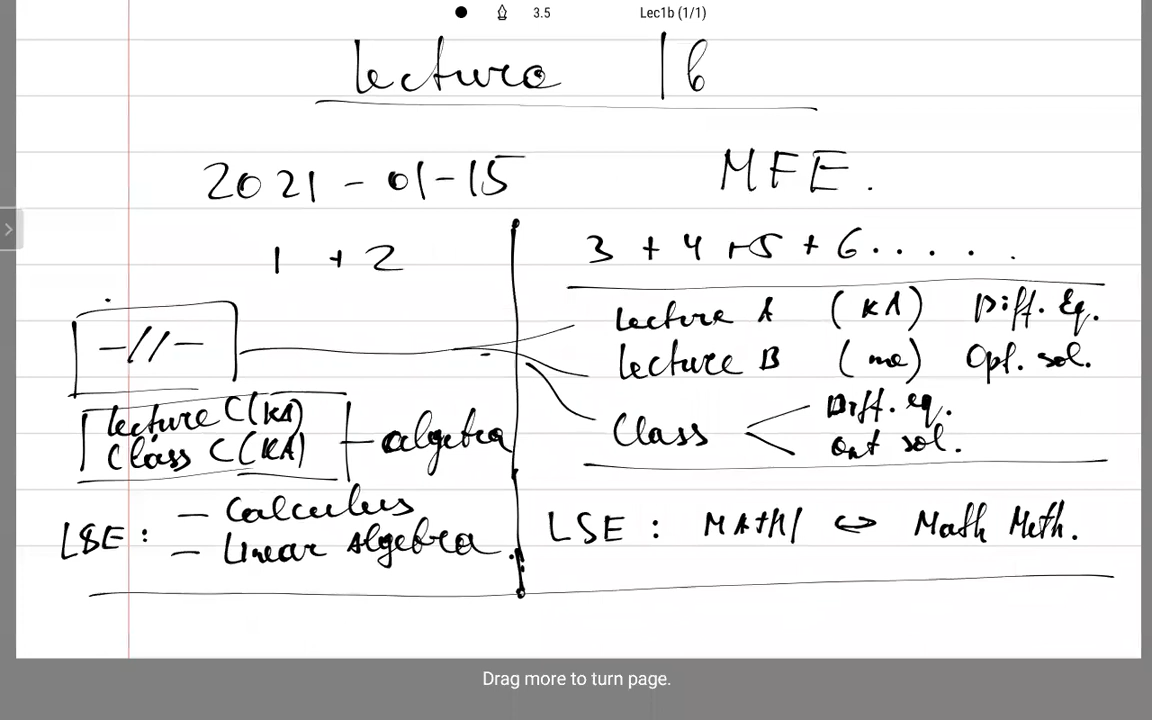 3.5 Lec1b (1/1)
Lecture 1b
2021-01-15 MFE.
1 + 2
-//-
Lecture C(KA)
Class C(KA)
algebra
LSE: - Calculus
- Linear Algebra.
3 + 4 + 5 + 6 . . . . .
Lecture A (KA) Diff. Eq.
Lecture B (me) Opt. sol.
Class Diff. eq.
Opt sol.
LSE: MATH1 ⇔ Math Meth.
Drag more to turn page.